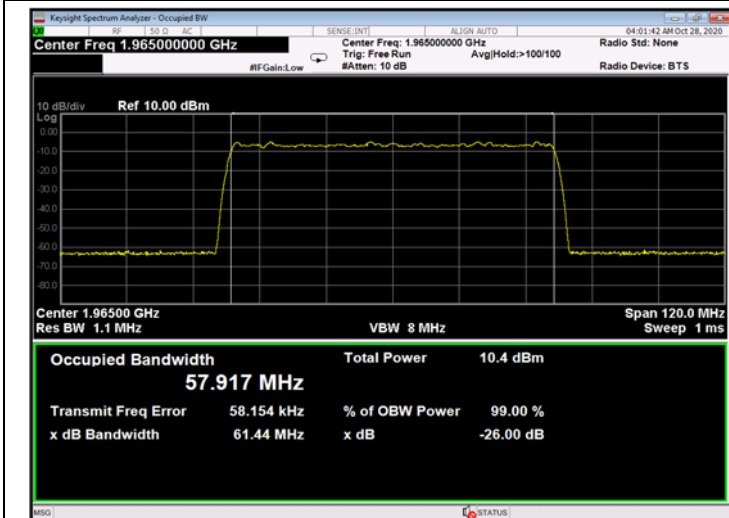 Keysight Spectrum Analyzer - Occupied BW
RF 50 Ω AC SENSE:INT ALIGN AUTO 04:01:42 AM Oct 28, 2020
Center Freq 1.965000000 GHz Center Freq: 1.965000000 GHz Radio Std: None
Trig: Free Run Avg|Hold:>100/100
#IFGain:Low #Atten: 10 dB Radio Device: BTS
10 dB/div Ref 10.00 dBm
Log
0.00
-10.0
-20.0
-30.0
-40.0
-50.0
-60.0
-70.0
-80.0
Center 1.96500 GHz Span 120.0 MHz
Res BW 1.1 MHz VBW 8 MHz Sweep 1 ms
Occupied Bandwidth Total Power 10.4 dBm
57.917 MHz
Transmit Freq Error 58.154 kHz % of OBW Power 99.00 %
x dB Bandwidth 61.44 MHz x dB -26.00 dB
MSG STATUS